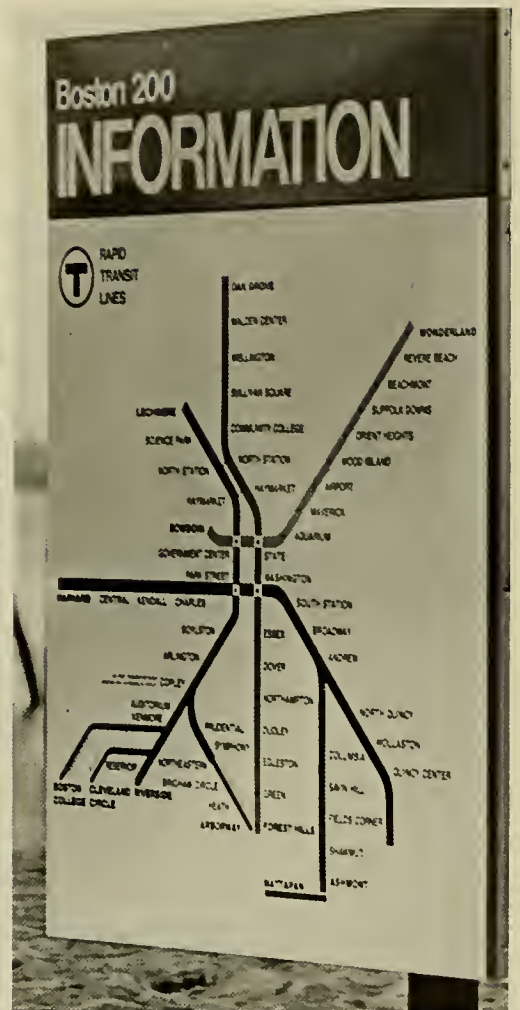 Boston 200
INFORMATION
T
RAPID
TRANSIT
LINES
OAK GROVE
MALDEN CENTER
WELLINGTON
SULLIVAN SQUARE
COMMUNITY COLLEGE
NORTH STATION
HAYMARKET
WONDERLAND
REVERE BEACH
BEACHMONT
SUFFOLK DOWNS
ORIENT HEIGHTS
WOOD ISLAND
AIRPORT
MAVERICK
AQUARIUM
LECHMERE
SCIENCE PARK
NORTH STATION
HAYMARKET
BOWDOIN
GOVERNMENT CENTER
STATE
PARK STREET
WASHINGTON
HARVARD CENTRAL KENDALL CHARLES
SOUTH STATION
BROADWAY
ANDREW
BOYLSTON
ARLINGTON
COPLEY
AUDITORIUM
KENMORE
ESSEX
DOVER
NORTHAMPTON
DUDLEY
EGLESTON
GREEN
FOREST HILLS
PRUDENTIAL
SYMPHONY
NORTHEASTERN
BRIGHAM CIRCLE
HEATH
ARBORWAY
RESERVOIR
BOSTON
COLLEGE
CLEVELAND
CIRCLE
RIVERSIDE
NORTH QUINCY
WOLLASTON
QUINCY CENTER
COLUMBIA
SAVIN HILL
FIELDS CORNER
SHAWMUT
ASHMONT
MATTAPAN